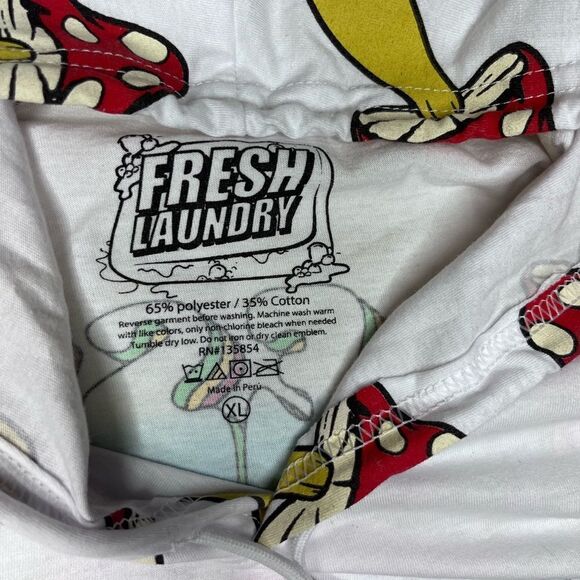 FRESH
LAUNDRY
65% polyester / 35% Cotton
Reverse garment before washing. Machine wash warm
with like colors, only non-chlorine bleach when needed
Tumble dry low. Do not iron or dry clean emblem.
RN#135854
Made in Perú
XL